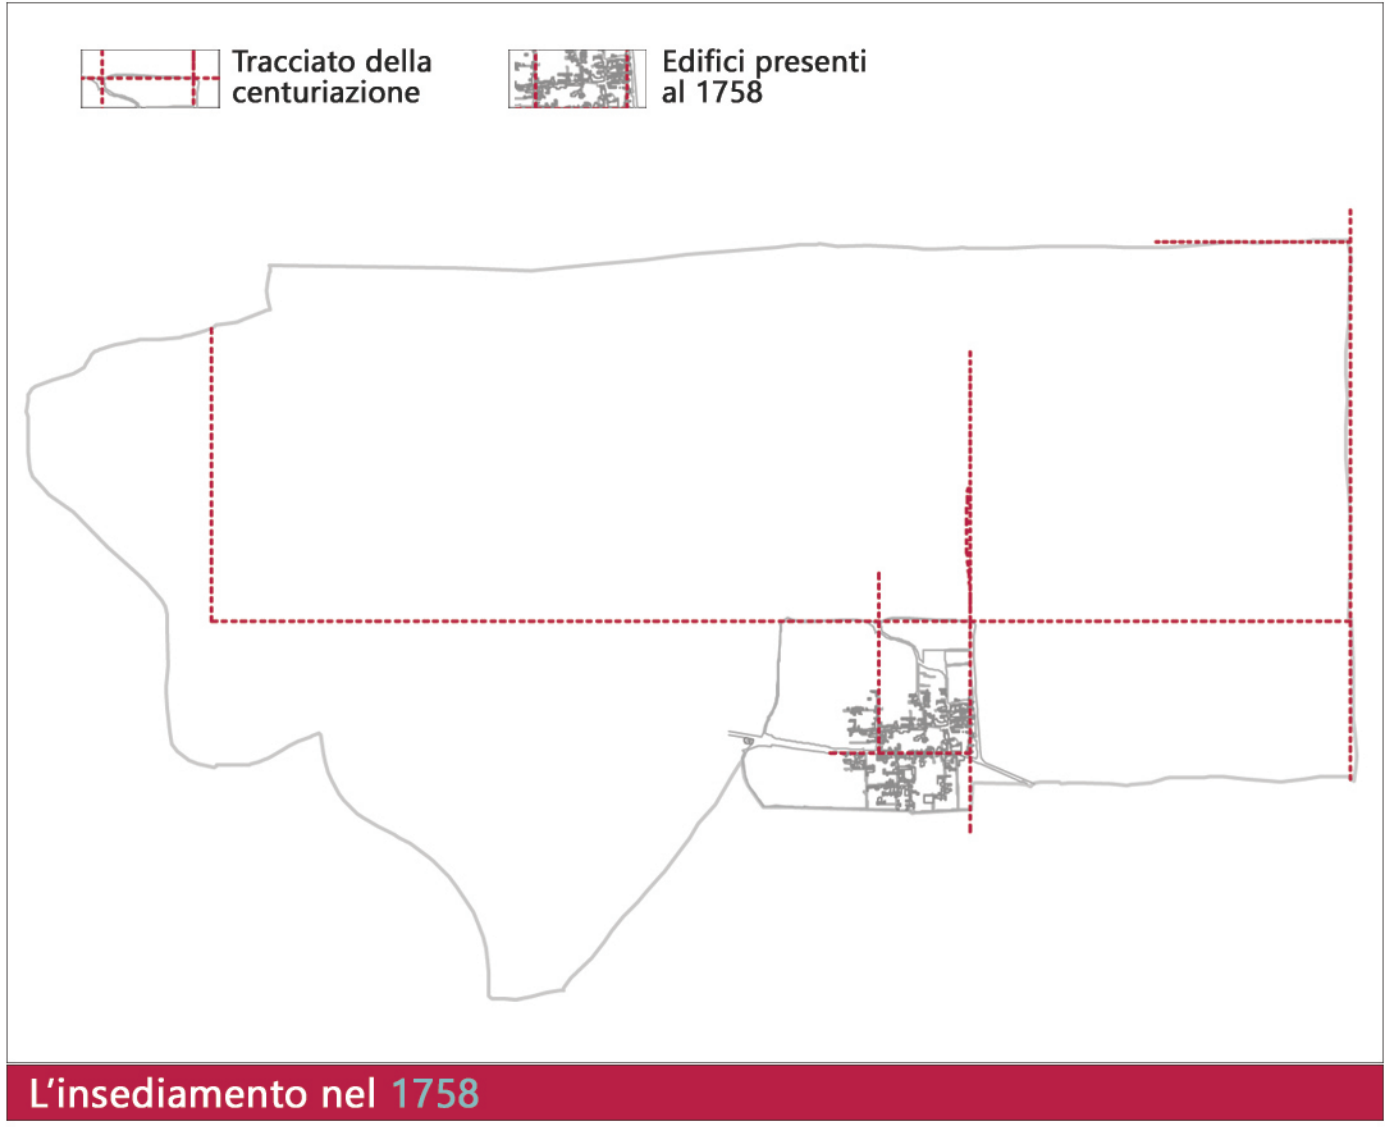 Tracciato della
centuriazione
Edifici presenti
al 1758
L'insediamento nel 1758